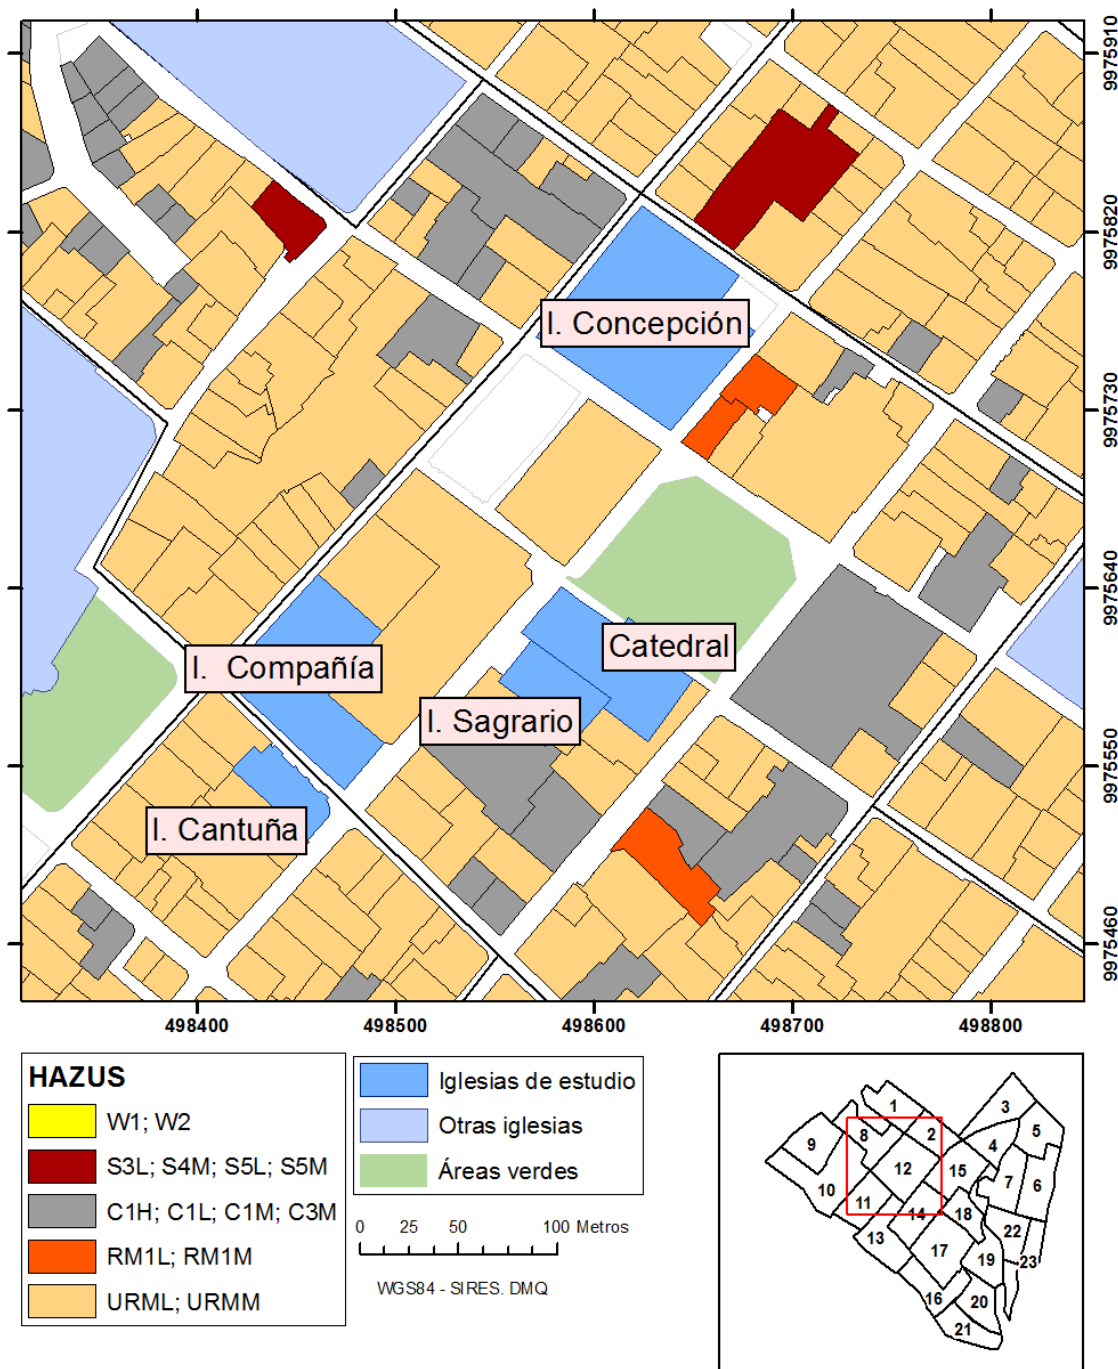 I. Concepción
Catedral
I. Compañía
I. Sagrario
I. Cantuña
9975910
9975820
9975730
9975640
9975550
9975460
498400
498500
498600
498700
498800
HAZUS
W1; W2
S3L; S4M; S5L; S5M
C1H; C1L; C1M; C3M
RM1L; RM1M
URML; URMM
Iglesias de estudio
Otras iglesias
Áreas verdes
0 25 50 100 Metros
WGS84 - SIRES. DMQ
1
3
2
5
8
4
9
12
15
7
6
10
11
14
18
22
13
17
19
23
16
20
21